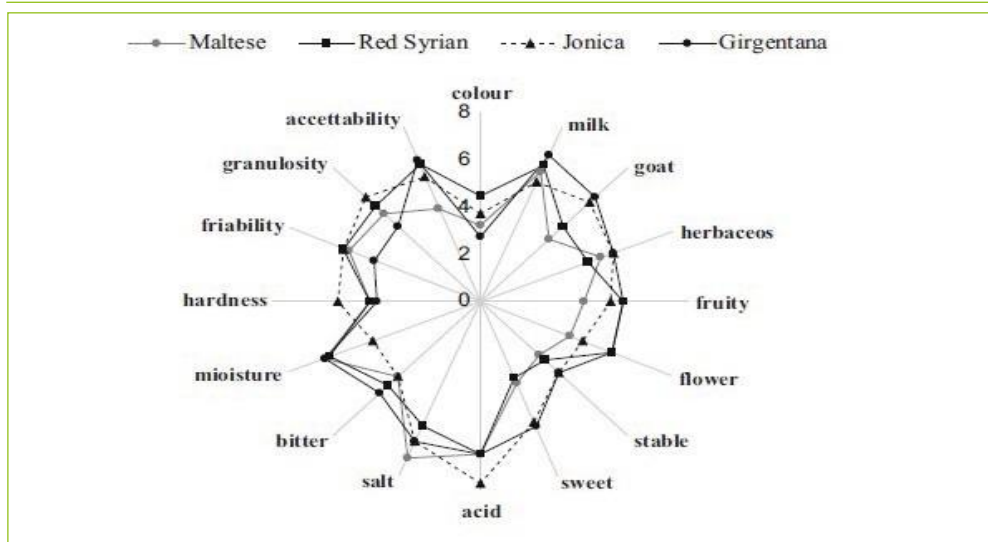 Maltese Red Syrian Jonica Girgentana
colour
milk
goat
herbaceos
fruity
flower
stable
sweet
acid
salt
bitter
mioisture
hardness
friability
granulosity
accettability
8
6
4
2
0